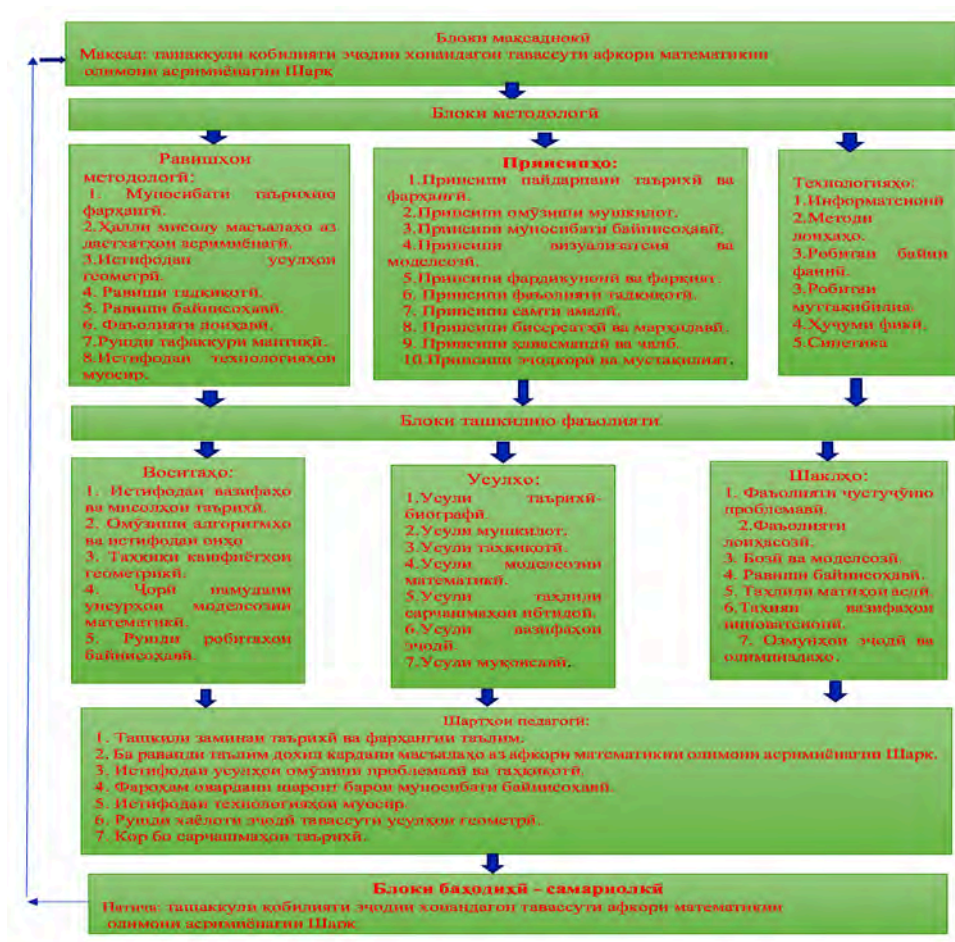 Блоки мақсаднокӣ
Мақсад: ташаккули қобилияти эҷодии хонандагон тавассути афкори математикии
олимони асримиёнагии Шарқ
Блоки методологӣ
Равишҳои
методологӣ:
1. Муносибати таърихию
фарҳангӣ.
2.Ҳалли мисолу масъалаҳо аз
дастхатҳои асримиёнагӣ.
3.Истифодаи усулҳои
геометрӣ.
4. Равиши тадқиқотӣ.
5. Равиши байнисоҳавӣ.
6. Фаъолияти лоиҳавӣ.
7.Рушди тафаккури мантиқӣ.
8.Истифодаи технологияҳои
муосир.
Принсипҳо:
1.Принсипи пайдарпаии таърихӣ ва
фарҳангӣ.
2.Принсипи омӯзиши мушкилот.
3.Принсипи муносибати байнисоҳавӣ.
4.Принсипи визуализатсия ва
моделсозӣ.
5.Принсипи фардикунонӣ ва фарқият.
6. Принсипи фаъолияти тадқиқотӣ.
7. Принсипи самти амалӣ.
8. Принсипи бисёрсатҳӣ ва марҳилавӣ.
9. Принсипи ҳавасмандӣ ва ҷалб.
10.Принсипи эҷодкорӣ ва мустақилият.
Технологияҳо:
1.Информатсионӣ
2.Методи
лоиҳаҳо.
3.Робитаи байни
фаннӣ.
3.Робитаи
муттақибилия.
4.Ҳуҷуми фикӣ.
5.Синетика
Блоки ташкилию фаъолияти
Воситаҳо:
1. Истифодаи вазифаҳо
ва мисолҳои таърихӣ.
2. Омӯзиши алгоритмҳо
ва истифодаи онҳо
3. Таҳқиқи кашфиётҳои
геометрикӣ.
4. Ҷорӣ намудани
унсурҳои моделсозии
математикӣ.
5. Рушди робитаҳои
байнисоҳавӣ.
Усулҳо:
1.Усули таърихӣ-
биографӣ.
2.Усули мушкилот.
3.Усули таҳқиқотӣ.
4.Усули моделсозии
математикӣ.
5.Усули таҳлили
сарчашмаҳои ибтидоӣ.
6.Усули вазифаҳои
эҷодӣ.
7.Усули муқоисавӣ.
Шаклҳо:
1. Фаъолияти ҷустуҷӯию
проблемавӣ.
2.Фаъолияти
лоиҳасозӣ.
3. Бозӣ ва моделсозӣ.
4. Равиши байнисоҳавӣ.
5. Таҳлили матнҳои аслӣ.
6.Таҳияи вазифаҳои
инноватсионӣ.
7. Озмунҳои эҷодӣ ва
олимпиадаҳо.
Шартҳои педагогӣ:
1. Ташкили заминаи таърихӣ ва фарҳангии таълим.
2. Ба раванди таълим дохил кардани масъалаҳо аз афкори математикии олимони асримиёнагии Шарқ.
3. Истифодаи усулҳои омӯзиши проблемавӣ ва таҳқиқотӣ.
4. Фароҳам овардани шароит барои муносибати байнисоҳавӣ.
5. Истифодаи технологияҳои муосир.
6. Рушди хаёлоти эҷодӣ тавассути усулҳои геометрӣ.
7. Кор бо сарчашмаҳои таърихӣ.
Блоки баҳодиҳӣ - самарнокӣ
Натиҷа: ташаккули қобилияти эҷодии хонандагон тавассути афкори математикии
олимони асримиёнагии Шарқ